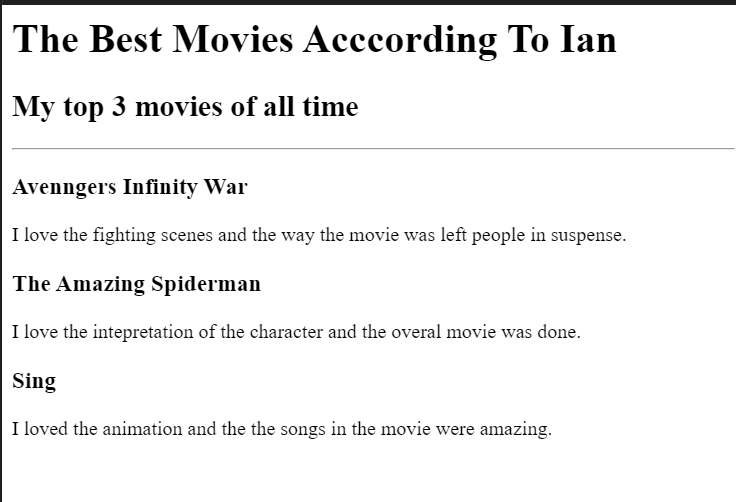 The Best Movies Acccording To Ian
My top 3 movies of all time
Avenngers Infinity War
I love the fighting scenes and the way the movie was left people in suspense.
The Amazing Spiderman
I love the intepretation of the character and the overal movie was done.
Sing
I loved the animation and the the songs in the movie were amazing.